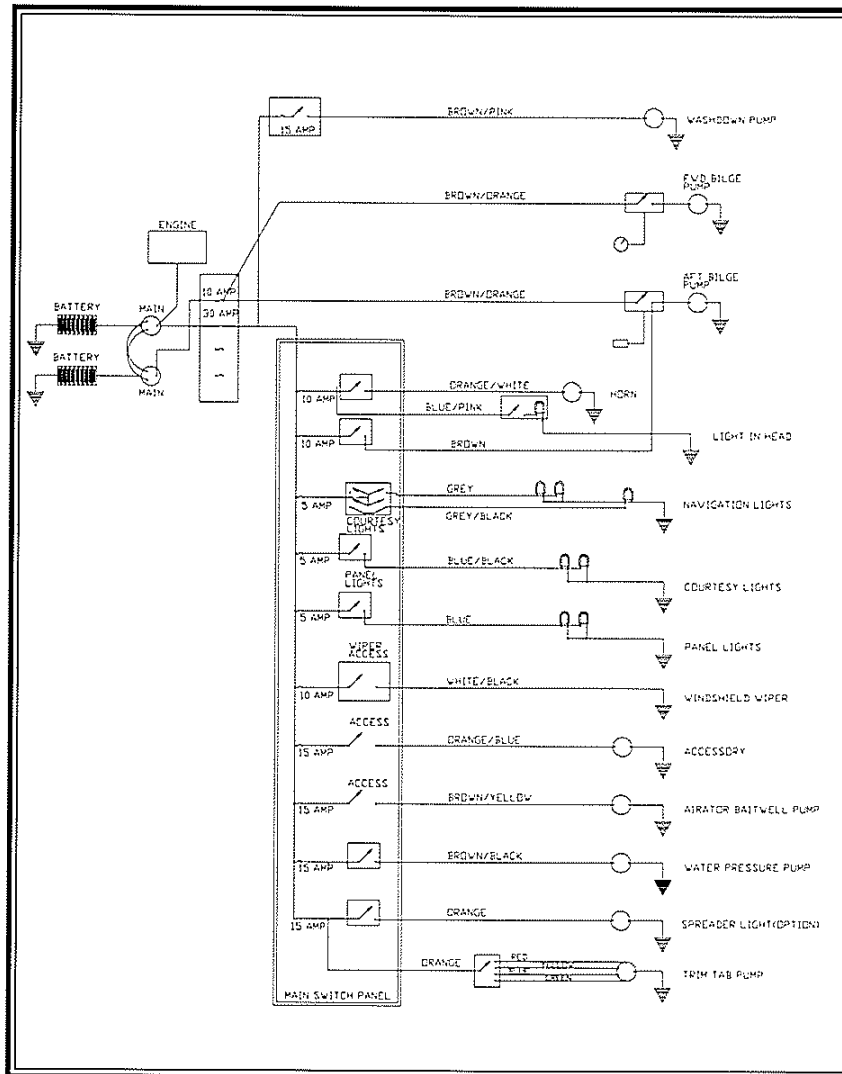 BROWN/PINK
15 AMP
WASHDOWN PUMP
FWD BILGE
PUMP
BROWN/ORANGE
ENGINE
AFT BILGE
PUMP
10 AMP
BROWN/ORANGE
BATTERY
MAIN
30 AMP
BATTERY
MAIN
ORANGE/WHITE
10 AMP
HORN
BLUE/PINK
LIGHT IN HEAD
10 AMP
BROWN
GREY
5 AMP
NAVIGATION LIGHTS
GREY/BLACK
COURTESY
LIGHTS
5 AMP
BLUE/BLACK
PANEL
LIGHTS
COURTESY LIGHTS
5 AMP
BLUE
PANEL LIGHTS
WIPER
ACCESS
WHITE/BLACK
10 AMP
WINDSHIELD WIPER
ACCESS
ORANGE/BLUE
15 AMP
ACCESSORY
ACCESS
BROWN/YELLOW
15 AMP
AIRATOR BAITWELL PUMP
BROWN/BLACK
15 AMP
WATER PRESSURE PUMP
ORANGE
15 AMP
SPREADER LIGHT(OPTION)
ORANGE
RED
YELLOW
BLUE
GREEN
TRIM TAB PUMP
MAIN SWITCH PANEL